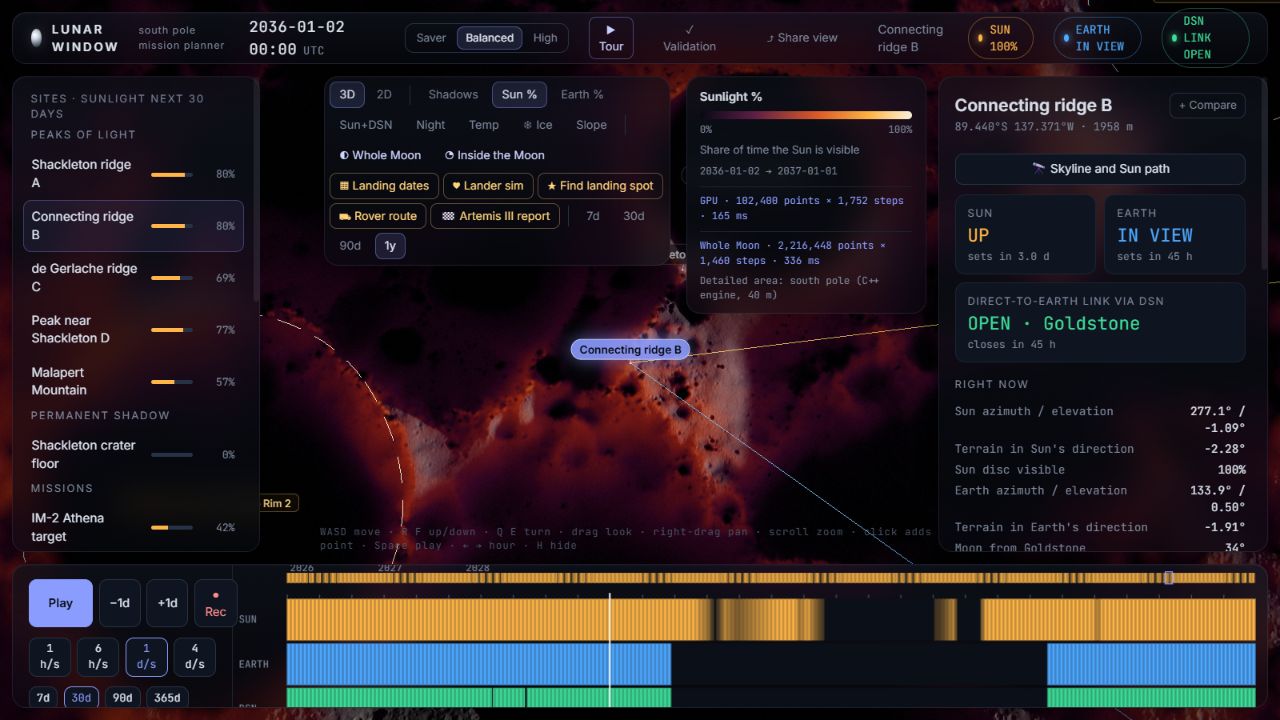 LUNAR
WINDOW
south pole
mission planner
2036-01-02
00:00 UTC
Saver
Balanced
High
▶
Tour
✓
Validation
⤴ Share view
Connecting
ridge B
SUN
100%
EARTH
IN VIEW
DSN
LINK
OPEN
SITES · SUNLIGHT NEXT 30
DAYS
PEAKS OF LIGHT
Shackleton ridge
A
80%
Connecting ridge
B
80%
de Gerlache ridge
C
69%
Peak near
Shackleton D
77%
Malapert
Mountain
57%
PERMANENT SHADOW
Shackleton crater
floor
0%
MISSIONS
IM-2 Athena
target
42%
3D
2D
Shadows
Sun %
Earth %
Sun+DSN
Night
Temp
❄ Ice
Slope
◐ Whole Moon
◔ Inside the Moon
▦ Landing dates
♥ Lander sim
★ Find landing spot
⛟ Rover route
🏁 Artemis III report
7d
30d
90d
1y
Sunlight %
0%
100%
Share of time the Sun is visible
2036-01-02 → 2037-01-01
GPU · 102,400 points × 1,752 steps
· 165 ms
Whole Moon · 2,216,448 points ×
1,460 steps · 336 ms
Detailed area: south pole (C++
engine, 40 m)
Connecting ridge B
Rim 2
WASD move · R F up/down · Q E turn · drag look · right-drag pan · scroll zoom · click adds
point · Space play · ← → hour · H hide
Connecting ridge B
+ Compare
89.440°S 137.371°W · 1958 m
🔭 Skyline and Sun path
SUN
UP
sets in 3.0 d
EARTH
IN VIEW
sets in 45 h
DIRECT-TO-EARTH LINK VIA DSN
OPEN · Goldstone
closes in 45 h
RIGHT NOW
Sun azimuth / elevation
277.1° /
-1.09°
Terrain in Sun's direction
-2.28°
Sun disc visible
100%
Earth azimuth / elevation
133.9° /
0.50°
Terrain in Earth's direction
-1.91°
Moon from Goldstone
34°
Play
−1d
+1d
●
Rec
1
h/s
6
h/s
1
d/s
4
d/s
7d
30d
90d
365d
2026
2027
2028
SUN
EARTH
DSN